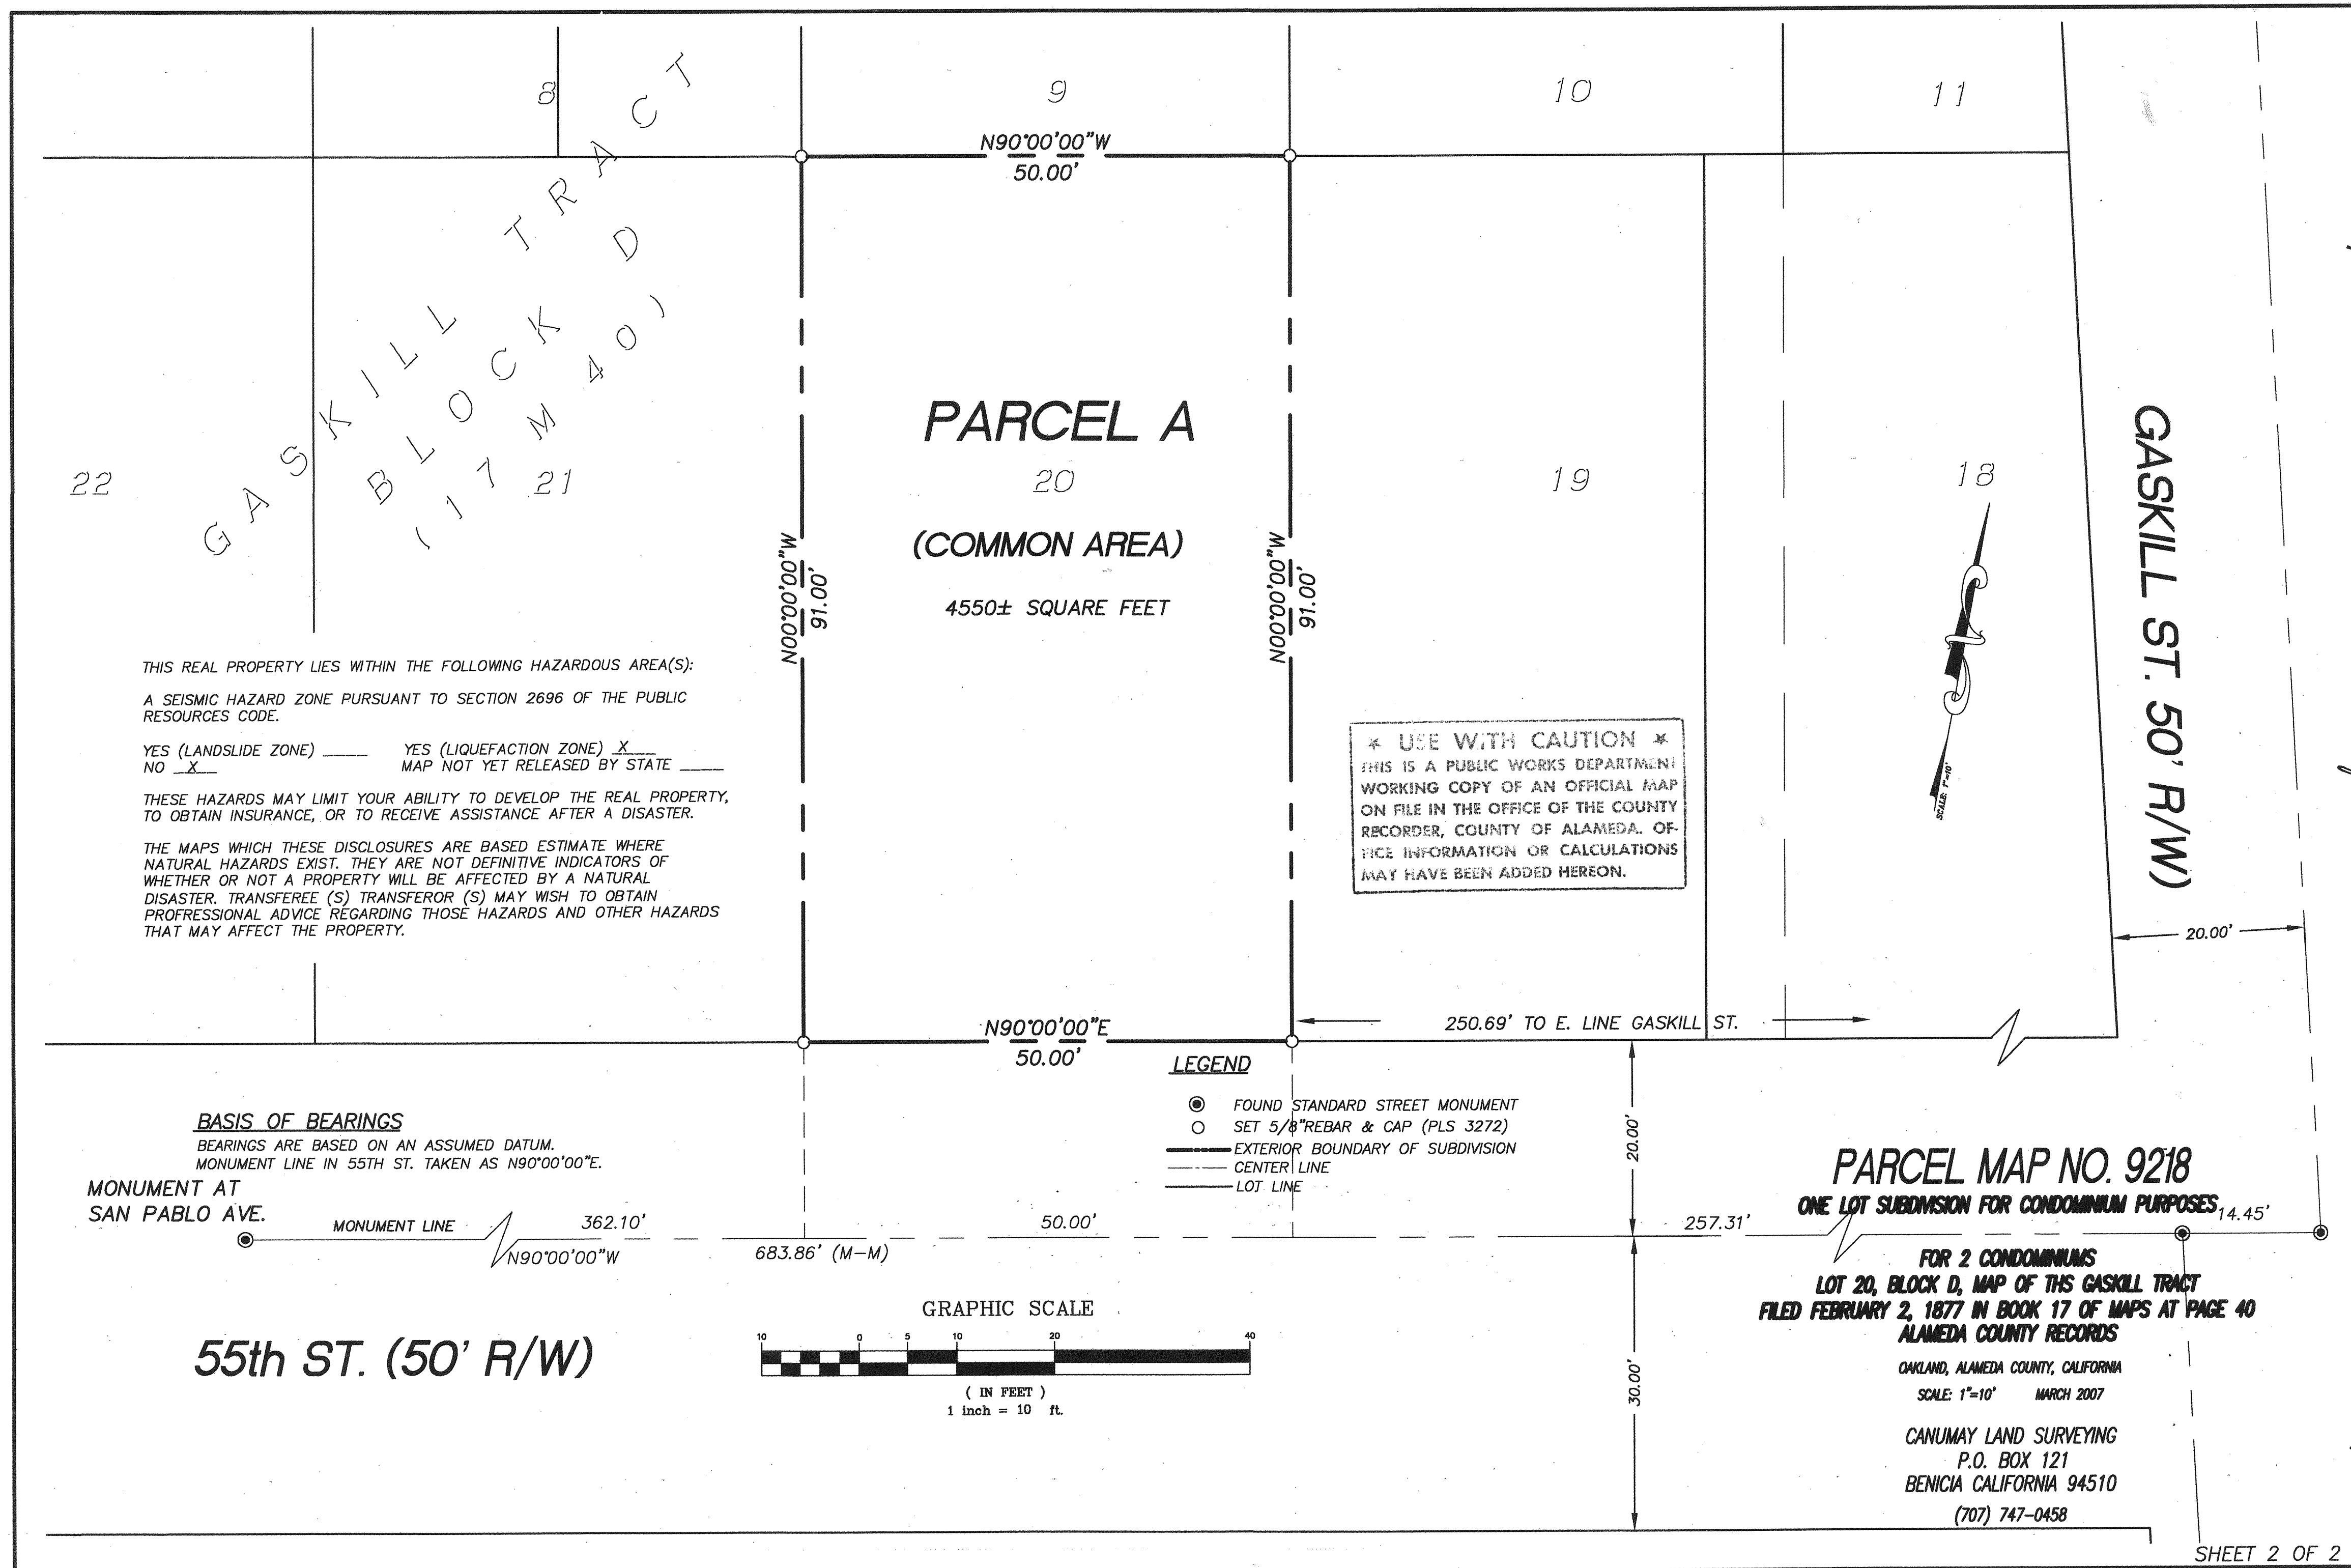 8
9
10
11
N90°00'00"W
50.00'
GASKILL TRACT
BLOCK D
(17 M 40)
PARCEL A
22
21
20
19
18
(COMMON AREA)
4550± SQUARE FEET
N00°00'00"W
91.00'
N00°00'00"W
91.00'
GASKILL ST. 50' R/W)
SCALE: 1"=10'
THIS REAL PROPERTY LIES WITHIN THE FOLLOWING HAZARDOUS AREA(S):
A SEISMIC HAZARD ZONE PURSUANT TO SECTION 2696 OF THE PUBLIC
RESOURCES CODE.
YES (LANDSLIDE ZONE) ____ YES (LIQUEFACTION ZONE) _X__
NO _X__ MAP NOT YET RELEASED BY STATE ____
THESE HAZARDS MAY LIMIT YOUR ABILITY TO DEVELOP THE REAL PROPERTY,
TO OBTAIN INSURANCE, OR TO RECEIVE ASSISTANCE AFTER A DISASTER.
THE MAPS WHICH THESE DISCLOSURES ARE BASED ESTIMATE WHERE
NATURAL HAZARDS EXIST. THEY ARE NOT DEFINITIVE INDICATORS OF
WHETHER OR NOT A PROPERTY WILL BE AFFECTED BY A NATURAL
DISASTER. TRANSFEREE (S) TRANSFEROR (S) MAY WISH TO OBTAIN
PROFRESSIONAL ADVICE REGARDING THOSE HAZARDS AND OTHER HAZARDS
THAT MAY AFFECT THE PROPERTY.
* USE WITH CAUTION *
THIS IS A PUBLIC WORKS DEPARTMENT
WORKING COPY OF AN OFFICIAL MAP
ON FILE IN THE OFFICE OF THE COUNTY
RECORDER, COUNTY OF ALAMEDA. OF-
FICE INFORMATION OR CALCULATIONS
MAY HAVE BEEN ADDED HEREON.
20.00'
N90°00'00"E
50.00'
250.69' TO E. LINE GASKILL ST.
LEGEND
FOUND STANDARD STREET MONUMENT
SET 5/8"REBAR & CAP (PLS 3272)
EXTERIOR BOUNDARY OF SUBDIVISION
CENTER LINE
LOT LINE
20.00'
BASIS OF BEARINGS
BEARINGS ARE BASED ON AN ASSUMED DATUM.
MONUMENT LINE IN 55TH ST. TAKEN AS N90°00'00"E.
MONUMENT AT
SAN PABLO AVE.
MONUMENT LINE
362.10'
N90°00'00"W
50.00'
683.86' (M-M)
257.31'
14.45'
PARCEL MAP NO. 9218
ONE LOT SUBDIVISION FOR CONDOMINIUM PURPOSES
FOR 2 CONDOMINIUMS
LOT 20, BLOCK D, MAP OF THS GASKILL TRACT
FILED FEBRUARY 2, 1877 IN BOOK 17 OF MAPS AT PAGE 40
ALAMEDA COUNTY RECORDS
OAKLAND, ALAMEDA COUNTY, CALIFORNIA
SCALE: 1"=10' MARCH 2007
CANUMAY LAND SURVEYING
P.O. BOX 121
BENICIA CALIFORNIA 94510
(707) 747-0458
30.00'
GRAPHIC SCALE
10 0 5 10 20 40
( IN FEET )
1 inch = 10 ft.
55th ST. (50' R/W)
SHEET 2 OF 2